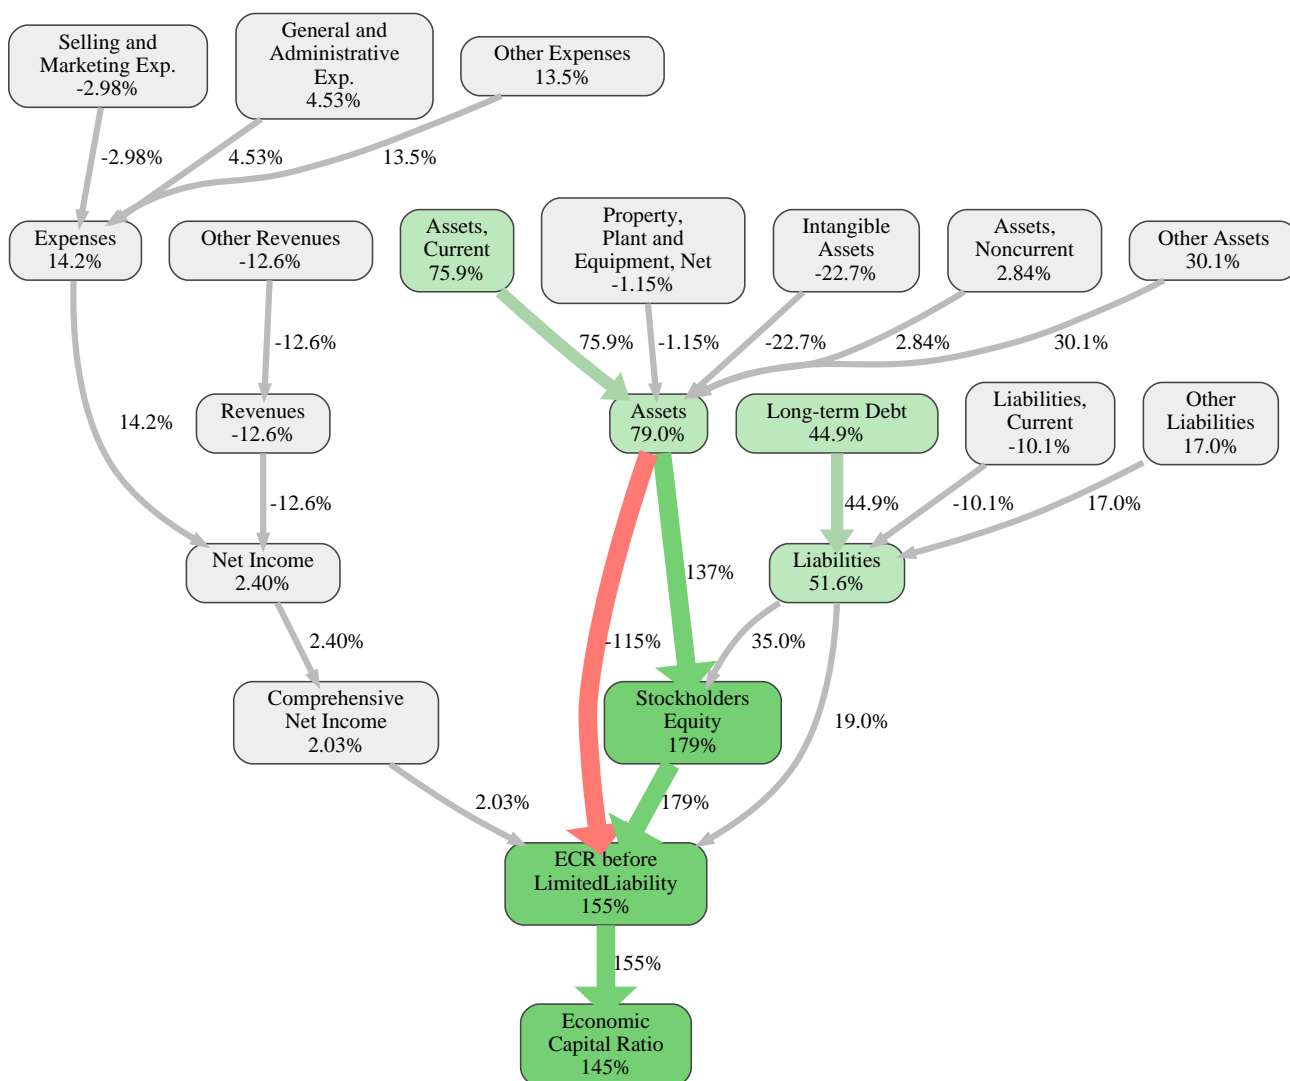 Selling and
Marketing Exp.
-2.98%
General and
Administrative
Exp.
4.53%
Other Expenses
13.5%
-2.98%
4.53%
13.5%
Expenses
14.2%
Other Revenues
-12.6%
Assets,
Current
75.9%
Property,
Plant and
Equipment, Net
-1.15%
Intangible
Assets
-22.7%
Assets,
Noncurrent
2.84%
Other Assets
30.1%
-12.6%
75.9%
-1.15%
-22.7%
2.84%
30.1%
14.2%
Revenues
-12.6%
Assets
79.0%
Long-term Debt
44.9%
Liabilities,
Current
-10.1%
Other
Liabilities
17.0%
-12.6%
44.9%
-10.1%
17.0%
Net Income
2.40%
137%
Liabilities
51.6%
2.40%
-115%
35.0%
19.0%
Comprehensive
Net Income
2.03%
Stockholders
Equity
179%
2.03%
179%
ECR before
LimitedLiability
155%
155%
Economic
Capital Ratio
145%